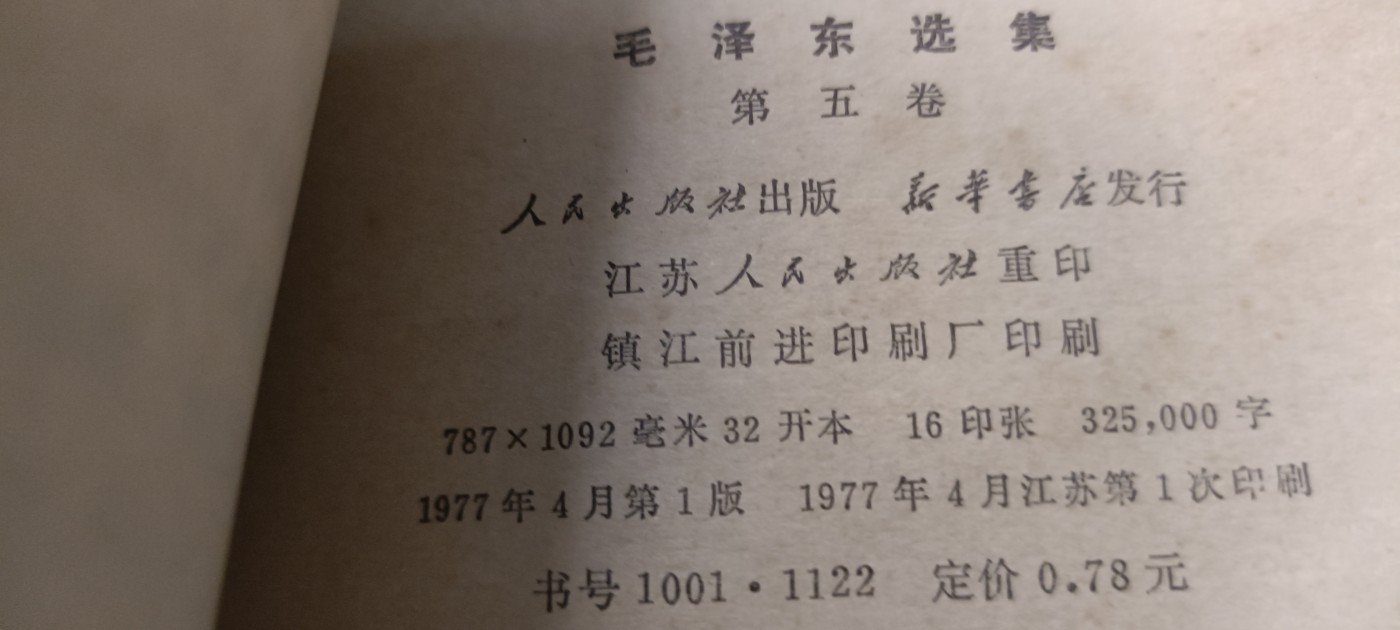 毛泽东选集
第五卷
人民出版社出版 新华书店发行
江苏人民出版社重印
镇江前进印刷厂印刷
787×1092毫米32开本 16印张 325,000字
1977年4月第1版 1977年4月江苏第1次印刷
书号1001·1122 定价0.78元